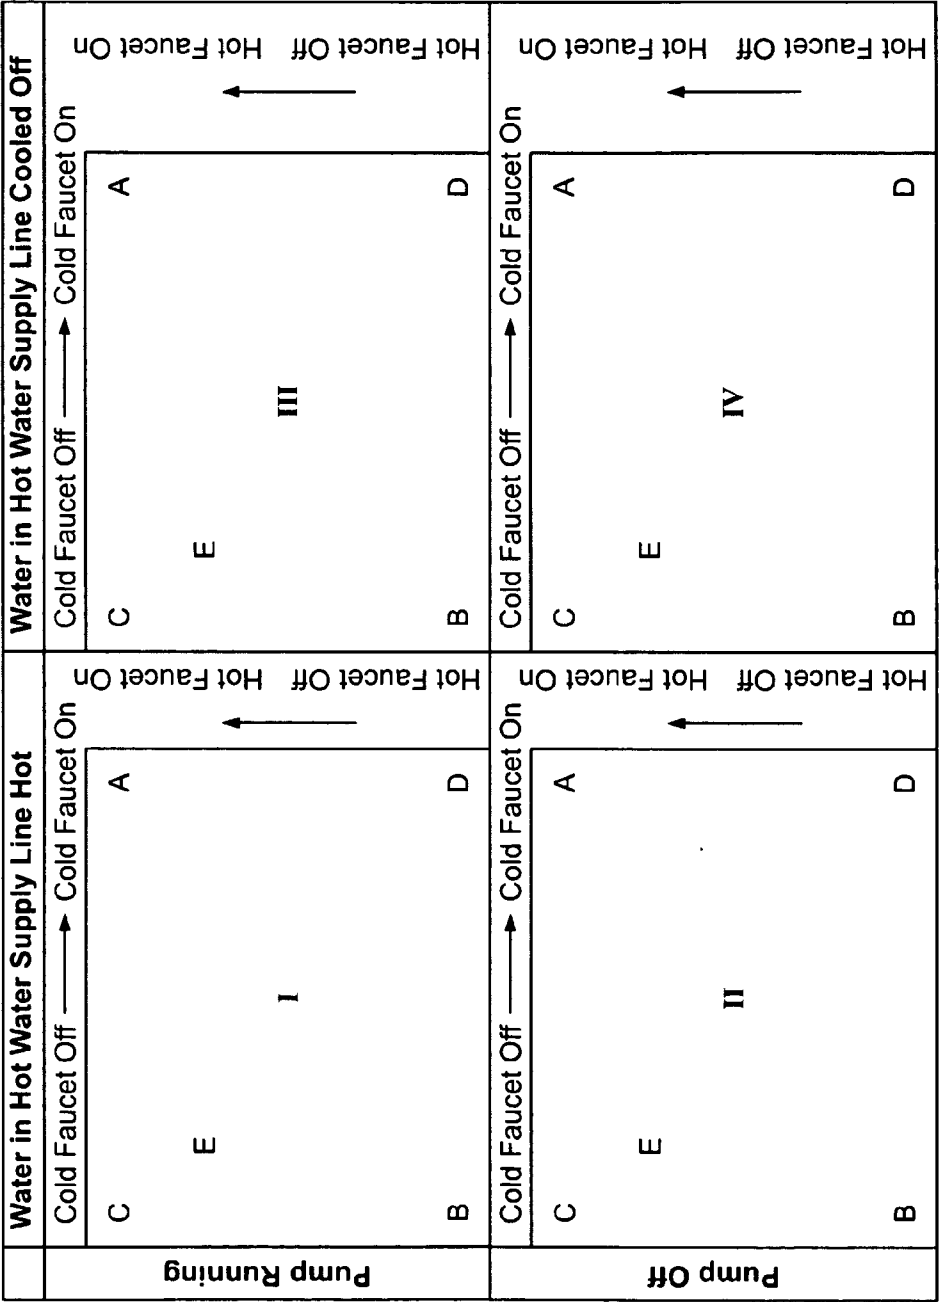 Water in Hot Water Supply Line Hot
Water in Hot Water Supply Line Cooled Off
Pump Running
Cold Faucet Off
Cold Faucet On
C
A
E
I
B
D
Hot Faucet On
Hot Faucet Off
Cold Faucet Off
Cold Faucet On
C
A
E
III
B
D
Hot Faucet On
Hot Faucet Off
Pump Off
Cold Faucet Off
Cold Faucet On
C
A
E
II
B
D
Hot Faucet On
Hot Faucet Off
Cold Faucet Off
Cold Faucet On
C
A
E
IV
B
D
Hot Faucet On
Hot Faucet Off